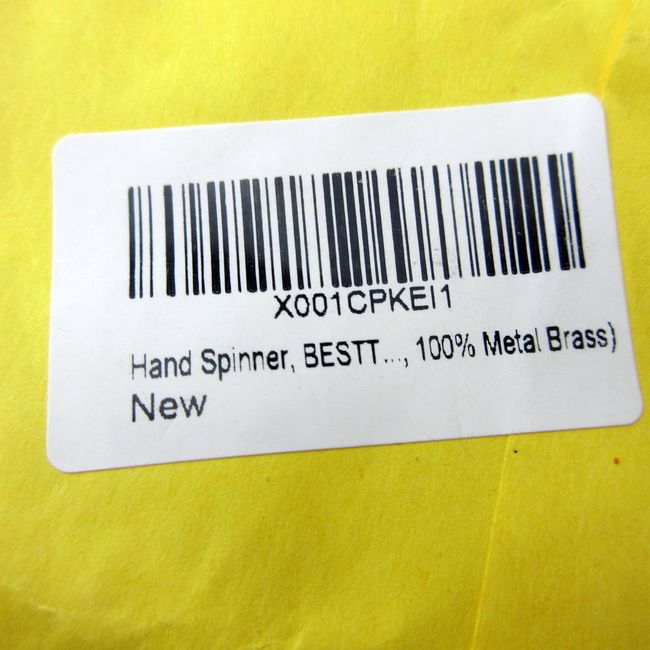 X001CPKEI1
Hand Spinner, BESTT..., 100% Metal Brass)
New